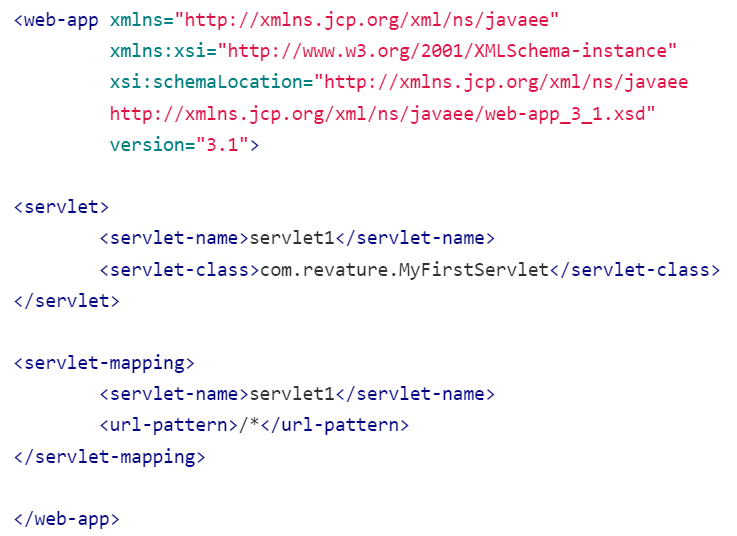 <web-app xmlns="http://xmlns.jcp.org/xml/ns/javaee"
         xmlns:xsi="http://www.w3.org/2001/XMLSchema-instance"
         xsi:schemaLocation="http://xmlns.jcp.org/xml/ns/javaee
         http://xmlns.jcp.org/xml/ns/javaee/web-app_3_1.xsd"
         version="3.1">
<servlet>
        <servlet-name>servlet1</servlet-name>
        <servlet-class>com.revature.MyFirstServlet</servlet-class>
</servlet>
<servlet-mapping>
        <servlet-name>servlet1</servlet-name>
        <url-pattern>/*</url-pattern>
</servlet-mapping>
</web-app>